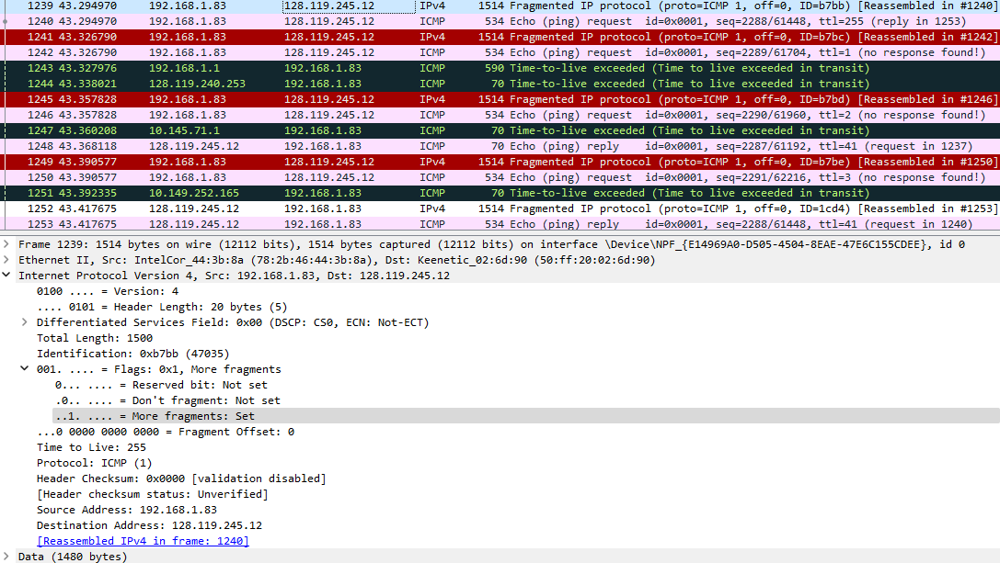 1239 43.294970 192.168.1.83 128.119.245.12 IPv4 1514 Fragmented IP protocol (proto=ICMP 1, off=0, ID=b7bb) [Reassembled in #1240]
1240 43.294970 192.168.1.83 128.119.245.12 ICMP 534 Echo (ping) request id=0x0001, seq=2288/61448, ttl=255 (reply in 1253)
1241 43.326790 192.168.1.83 128.119.245.12 IPv4 1514 Fragmented IP protocol (proto=ICMP 1, off=0, ID=b7bc) [Reassembled in #1242]
1242 43.326790 192.168.1.83 128.119.245.12 ICMP 534 Echo (ping) request id=0x0001, seq=2289/61704, ttl=1 (no response found!)
1243 43.327976 192.168.1.1 192.168.1.83 ICMP 590 Time-to-live exceeded (Time to live exceeded in transit)
1244 43.338021 128.119.240.253 192.168.1.83 ICMP 70 Time-to-live exceeded (Time to live exceeded in transit)
1245 43.357828 192.168.1.83 128.119.245.12 IPv4 1514 Fragmented IP protocol (proto=ICMP 1, off=0, ID=b7bd) [Reassembled in #1246]
1246 43.357828 192.168.1.83 128.119.245.12 ICMP 534 Echo (ping) request id=0x0001, seq=2290/61960, ttl=2 (no response found!)
1247 43.360208 10.145.71.1 192.168.1.83 ICMP 70 Time-to-live exceeded (Time to live exceeded in transit)
1248 43.368118 128.119.245.12 192.168.1.83 ICMP 70 Echo (ping) reply id=0x0001, seq=2287/61192, ttl=41 (request in 1237)
1249 43.390577 192.168.1.83 128.119.245.12 IPv4 1514 Fragmented IP protocol (proto=ICMP 1, off=0, ID=b7be) [Reassembled in #1250]
1250 43.390577 192.168.1.83 128.119.245.12 ICMP 534 Echo (ping) request id=0x0001, seq=2291/62216, ttl=3 (no response found!)
1251 43.392335 10.149.252.165 192.168.1.83 ICMP 70 Time-to-live exceeded (Time to live exceeded in transit)
1252 43.417675 128.119.245.12 192.168.1.83 IPv4 1514 Fragmented IP protocol (proto=ICMP 1, off=0, ID=1cd4) [Reassembled in #1253]
1253 43.417675 128.119.245.12 192.168.1.83 ICMP 534 Echo (ping) reply id=0x0001, seq=2288/61448, ttl=41 (request in 1240)
Frame 1239: 1514 bytes on wire (12112 bits), 1514 bytes captured (12112 bits) on interface \Device\NPF_{E14969A0-D505-4504-8EAE-47E6C155CDEE}, id 0
Ethernet II, Src: IntelCor_44:3b:8a (78:2b:46:44:3b:8a), Dst: Keenetic_02:6d:90 (50:ff:20:02:6d:90)
Internet Protocol Version 4, Src: 192.168.1.83, Dst: 128.119.245.12
0100 .... = Version: 4
.... 0101 = Header Length: 20 bytes (5)
Differentiated Services Field: 0x00 (DSCP: CS0, ECN: Not-ECT)
Total Length: 1500
Identification: 0xb7bb (47035)
001. .... = Flags: 0x1, More fragments
0... .... = Reserved bit: Not set
.0.. .... = Don't fragment: Not set
..1. .... = More fragments: Set
...0 0000 0000 0000 = Fragment Offset: 0
Time to Live: 255
Protocol: ICMP (1)
Header Checksum: 0x0000 [validation disabled]
[Header checksum status: Unverified]
Source Address: 192.168.1.83
Destination Address: 128.119.245.12
[Reassembled IPv4 in frame: 1240]
Data (1480 bytes)